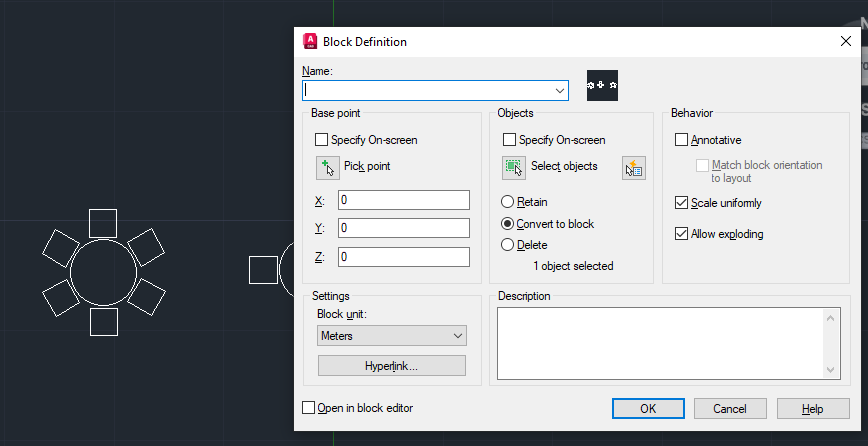 Block Definition
Name:
Base point
Specify On-screen
Pick point
X: 0
Y: 0
Z: 0
Objects
Specify On-screen
Select objects
Retain
Convert to block
Delete
1 object selected
Behavior
Annotative
Match block orientation
to layout
Scale uniformly
Allow exploding
Settings
Block unit:
Meters
Hyperlink...
Description
Open in block editor
OK
Cancel
Help